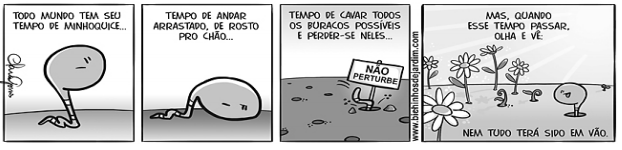 TODO MUNDO TEM SEU
TEMPO DE MINHOQUICE...
TEMPO DE ANDAR
ARRASTADO, DE ROSTO
PRO CHÃO...
TEMPO DE CAVAR TODOS
OS BURACOS POSSÍVEIS
E PERDER-SE NELES...
NÃO
PERTURBE
www.bichinhosdejardim.com
MAS, QUANDO
ESSE TEMPO PASSAR,
OLHA E VÊ:
NEM TUDO TERÁ SIDO EM VÃO.